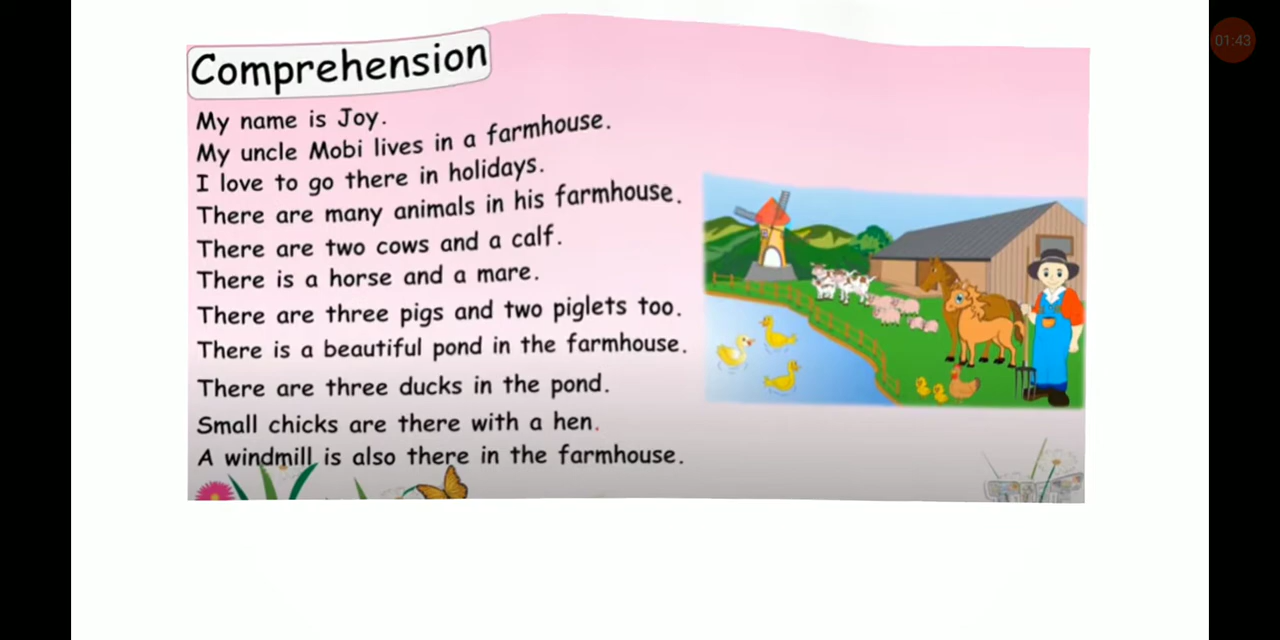 01:43
Comprehension
My name is Joy.
My uncle Mobi lives in a farmhouse.
I love to go there in holidays.
There are many animals in his farmhouse.
There are two cows and a calf.
There is a horse and a mare.
There are three pigs and two piglets too.
There is a beautiful pond in the farmhouse.
There are three ducks in the pond.
Small chicks are there with a hen.
A windmill is also there in the farmhouse.